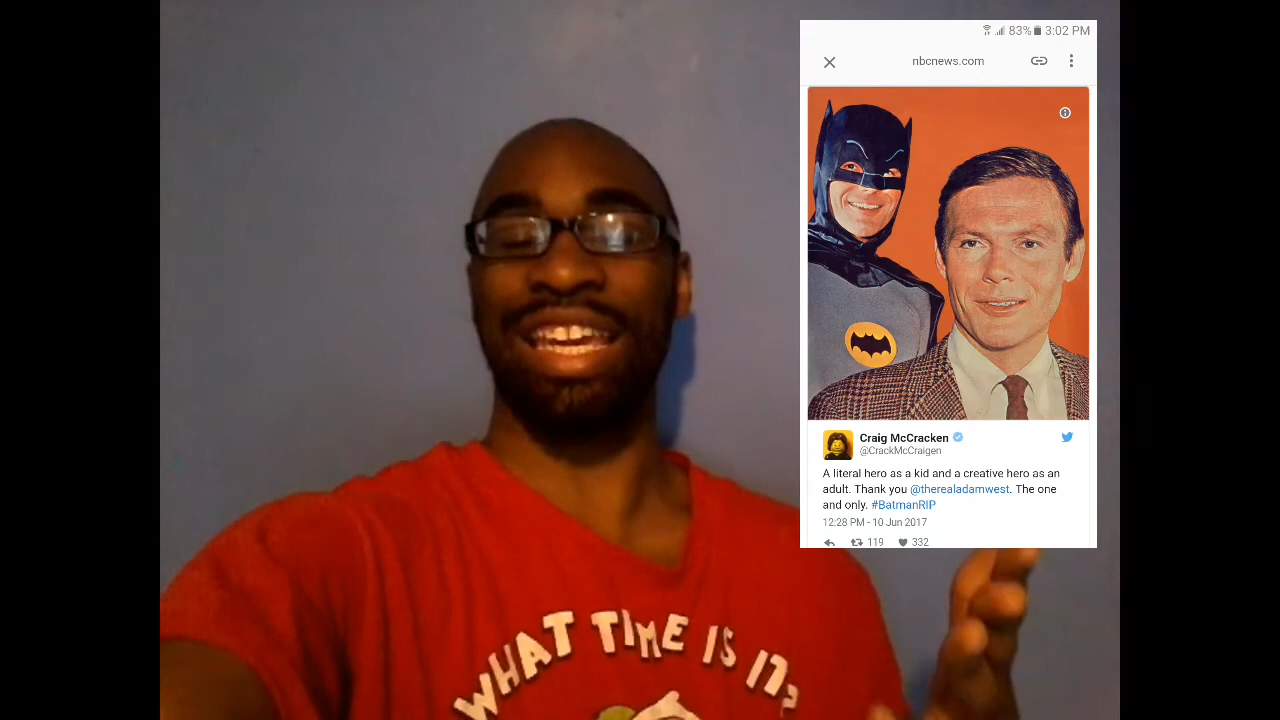 83% 3:02 PM
nbcnews.com
Craig McCracken
@CrackMcCraigen
A literal hero as a kid and a creative hero as an
adult. Thank you @therealadamwest. The one
and only. #BatmanRIP
12:28 PM - 10 Jun 2017
119 332
WHAT TIME IS IT?